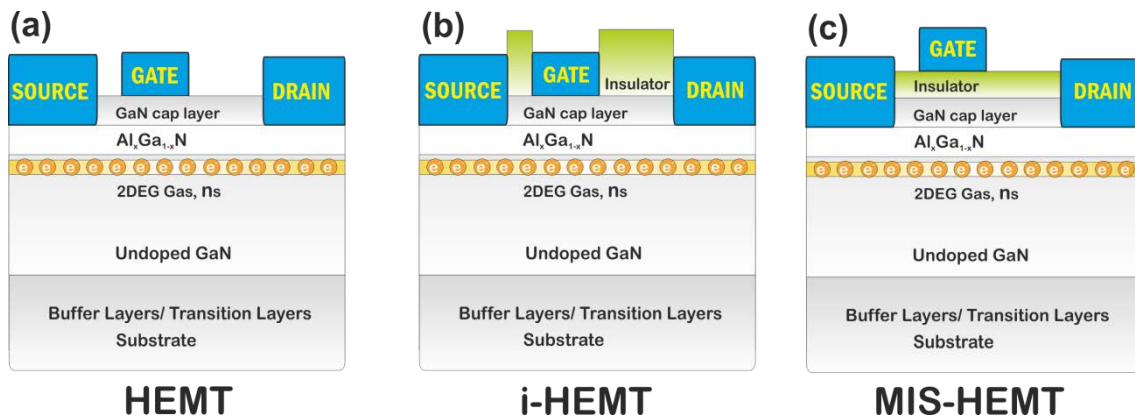 (a)
SOURCE
GATE
DRAIN
GaN cap layer
AlxGa1-xN
e e e e e e e e e e e e e
2DEG Gas, ns
Undoped GaN
Buffer Layers/ Transition Layers
Substrate
HEMT
(b)
SOURCE
GATE
Insulator
DRAIN
GaN cap layer
AlxGa1-xN
e e e e e e e e e e e e e
2DEG Gas, ns
Undoped GaN
Buffer Layers/ Transition Layers
Substrate
i-HEMT
(c)
GATE
SOURCE
Insulator
DRAIN
GaN cap layer
AlxGa1-xN
e e e e e e e e e e e e e
2DEG Gas, ns
Undoped GaN
Buffer Layers/ Transition Layers
Substrate
MIS-HEMT